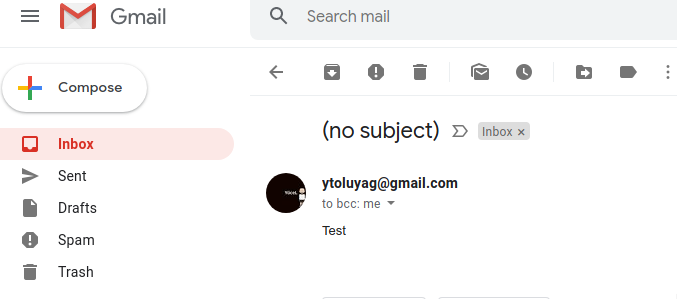 Gmail
Search mail
Compose
(no subject)
Inbox ×
Inbox
Sent
Drafts
Spam
Trash
ytoluyag@gmail.com
to bcc: me
Test